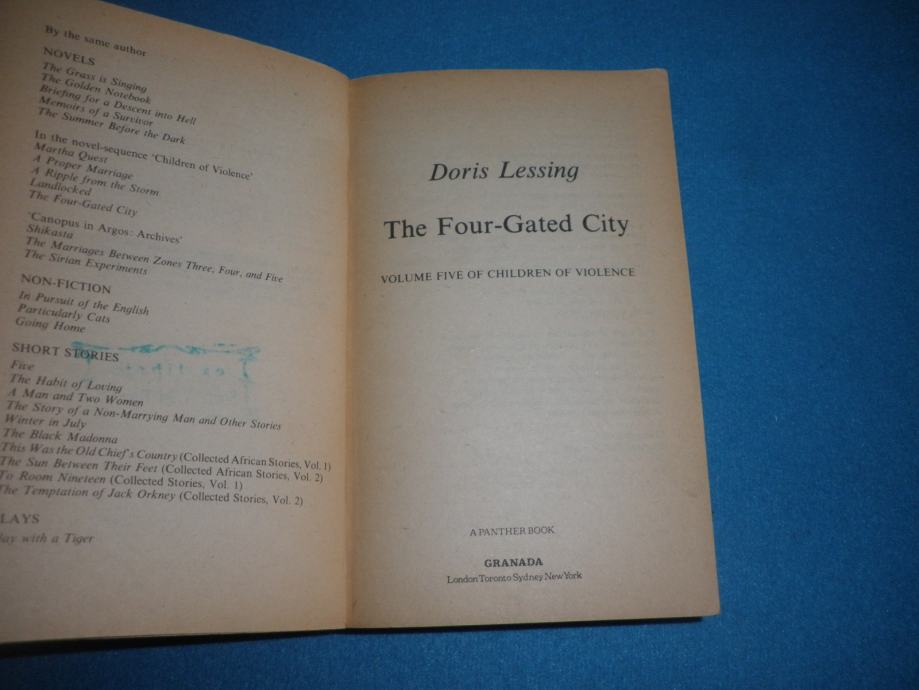 By the same author
NOVELS
The Grass is Singing
The Golden Notebook
Briefing for a Descent into Hell
Memoirs of a Survivor
The Summer Before the Dark
In the novel-sequence 'Children of Violence'
Martha Quest
A Proper Marriage
A Ripple from the Storm
Landlocked
The Four-Gated City
'Canopus in Argos: Archives'
Shikasta
The Marriages Between Zones Three, Four, and Five
The Sirian Experiments
NON-FICTION
In Pursuit of the English
Particularly Cats
Going Home
SHORT STORIES
Five
The Habit of Loving
A Man and Two Women
The Story of a Non-Marrying Man and Other Stories
Winter in July
The Black Madonna
This Was the Old Chief's Country (Collected African Stories, Vol. 1)
The Sun Between Their Feet (Collected African Stories, Vol. 2)
To Room Nineteen (Collected Stories, Vol. 1)
The Temptation of Jack Orkney (Collected Stories, Vol. 2)
LAYS
lay with a Tiger
Doris Lessing
The Four-Gated City
VOLUME FIVE OF CHILDREN OF VIOLENCE
A PANTHER BOOK
GRANADA
London Toronto Sydney New York